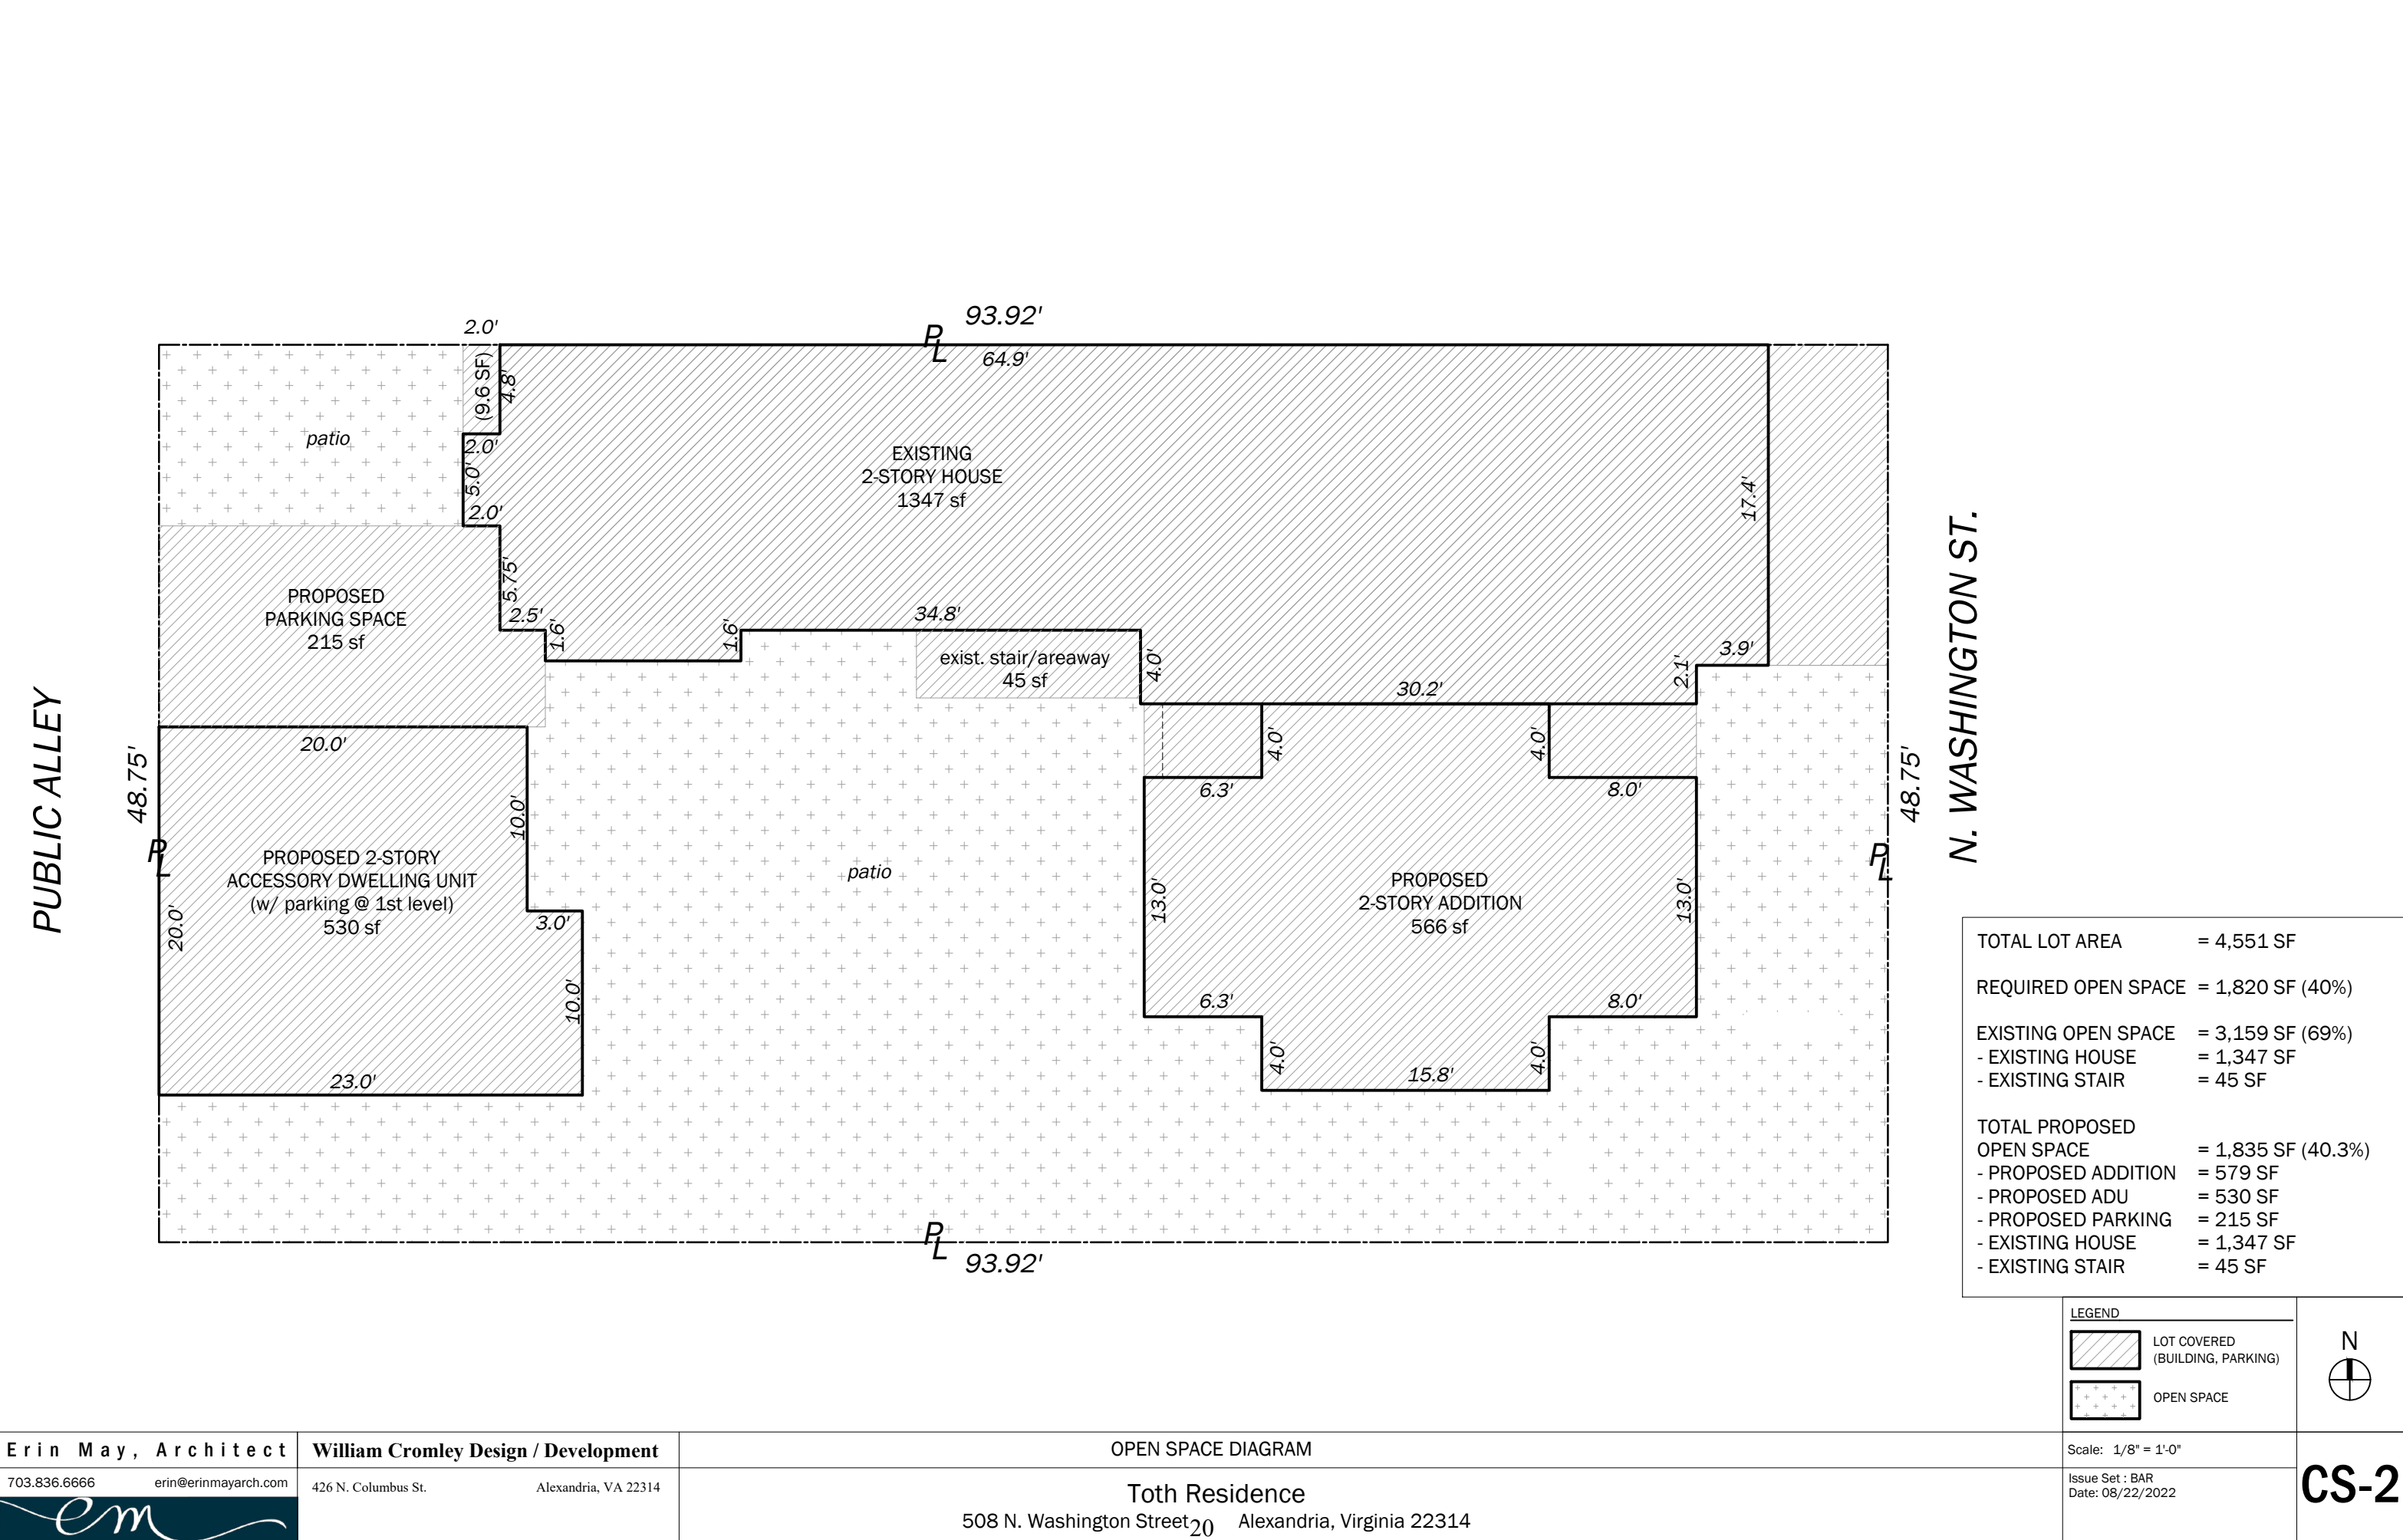 93.92'
2.0'
64.9'
(9.6 SF)
4.8'
patio
2.0'
5.0'
2.0'
EXISTING
2-STORY HOUSE
1347 sf
17.4'
5.75'
2.5'
1.6'
1.6'
34.8'
PROPOSED
PARKING SPACE
215 sf
exist. stair/areaway
45 sf
4.0'
30.2'
2.1'
3.9'
N. WASHINGTON ST.
PUBLIC ALLEY
48.75'
48.75'
20.0'
10.0'
PROPOSED 2-STORY
ACCESSORY DWELLING UNIT
(w/ parking @ 1st level)
530 sf
20.0'
3.0'
10.0'
23.0'
patio
4.0'
4.0'
6.3'
8.0'
13.0'
PROPOSED
2-STORY ADDITION
566 sf
13.0'
6.3'
8.0'
4.0'
4.0'
15.8'
PL
PL
PL
PL
93.92'
TOTAL LOT AREA = 4,551 SF
REQUIRED OPEN SPACE = 1,820 SF (40%)
EXISTING OPEN SPACE = 3,159 SF (69%)
- EXISTING HOUSE = 1,347 SF
- EXISTING STAIR = 45 SF
TOTAL PROPOSED
OPEN SPACE = 1,835 SF (40.3%)
- PROPOSED ADDITION = 579 SF
- PROPOSED ADU = 530 SF
- PROPOSED PARKING = 215 SF
- EXISTING HOUSE = 1,347 SF
- EXISTING STAIR = 45 SF
LEGEND
LOT COVERED
(BUILDING, PARKING)
OPEN SPACE
N
Erin May, Architect
703.836.6666 erin@erinmayarch.com
em
William Cromley Design / Development
426 N. Columbus St. Alexandria, VA 22314
OPEN SPACE DIAGRAM
Toth Residence
508 N. Washington Street Alexandria, Virginia 22314
20
Scale: 1/8" = 1'-0"
Issue Set : BAR
Date: 08/22/2022
CS-2